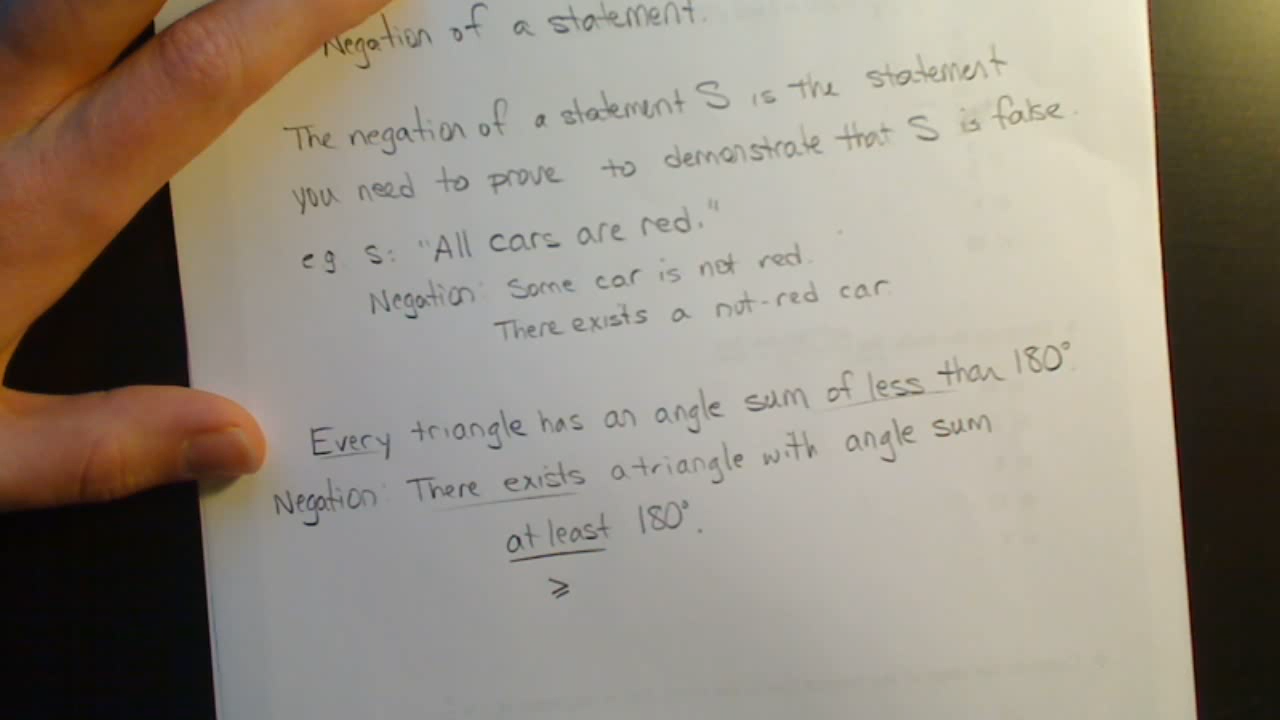 Negation of a statement.
The negation of a statement S is the statement
you need to prove to demonstrate that S is false.
eg. S: "All cars are red."
Negation: Some car is not red.
There exists a not-red car.
Every triangle has an angle sum of less than 180°.
Negation: There exists a triangle with angle sum
at least 180°.
≥